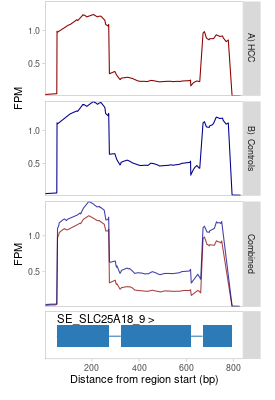 1.0
0.5
A) HCC
FPM
1.0
0.5
B) Controls
1.0
0.5
FPM
Combined
SE_SLC25A18_9 >
200
400
600
800
Distance from region start (bp)